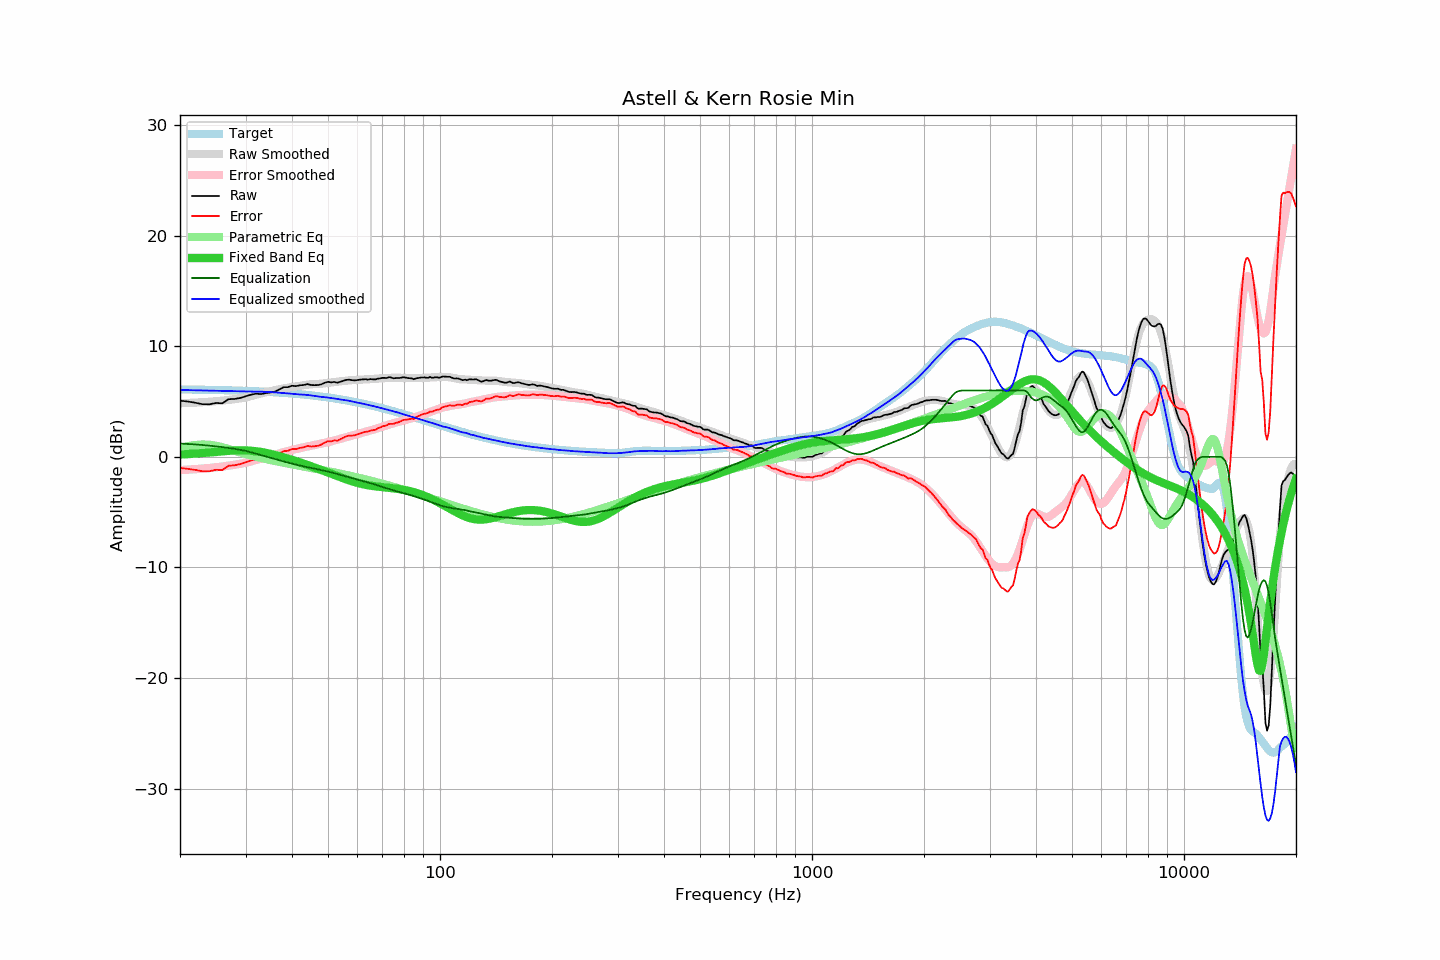 Astell & Kern Rosie Min
30
20
10
0
−10
−20
−30
Amplitude (dBr)
Target
Raw Smoothed
Error Smoothed
Raw
Error
Parametric Eq
Fixed Band Eq
Equalization
Equalized smoothed
100
1000
10000
Frequency (Hz)